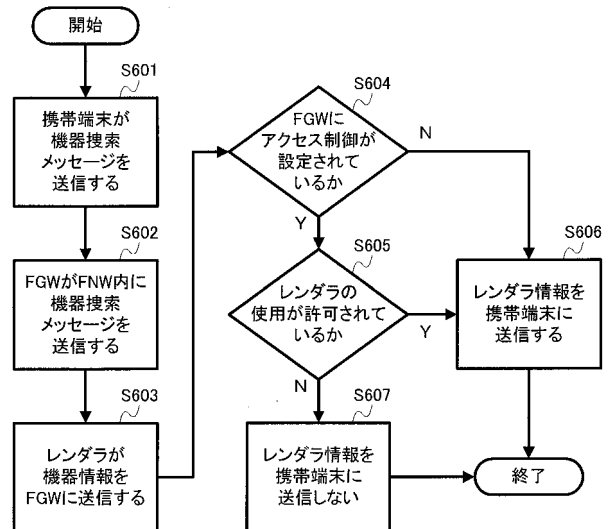 開始
S601
携帯端末が
機器捜索
メッセージを
送信する
S602
FGWがFNW内に
機器捜索
メッセージを
送信する
S603
レンダラが
機器情報を
FGWに送信する
S604
FGWに
アクセス制御が
設定されて
いるか
N
Y
S605
レンダラの
使用が許可されて
いるか
Y
N
S606
レンダラ情報を
携帯端末に
送信する
S607
レンダラ情報を
携帯端末に
送信しない
終了